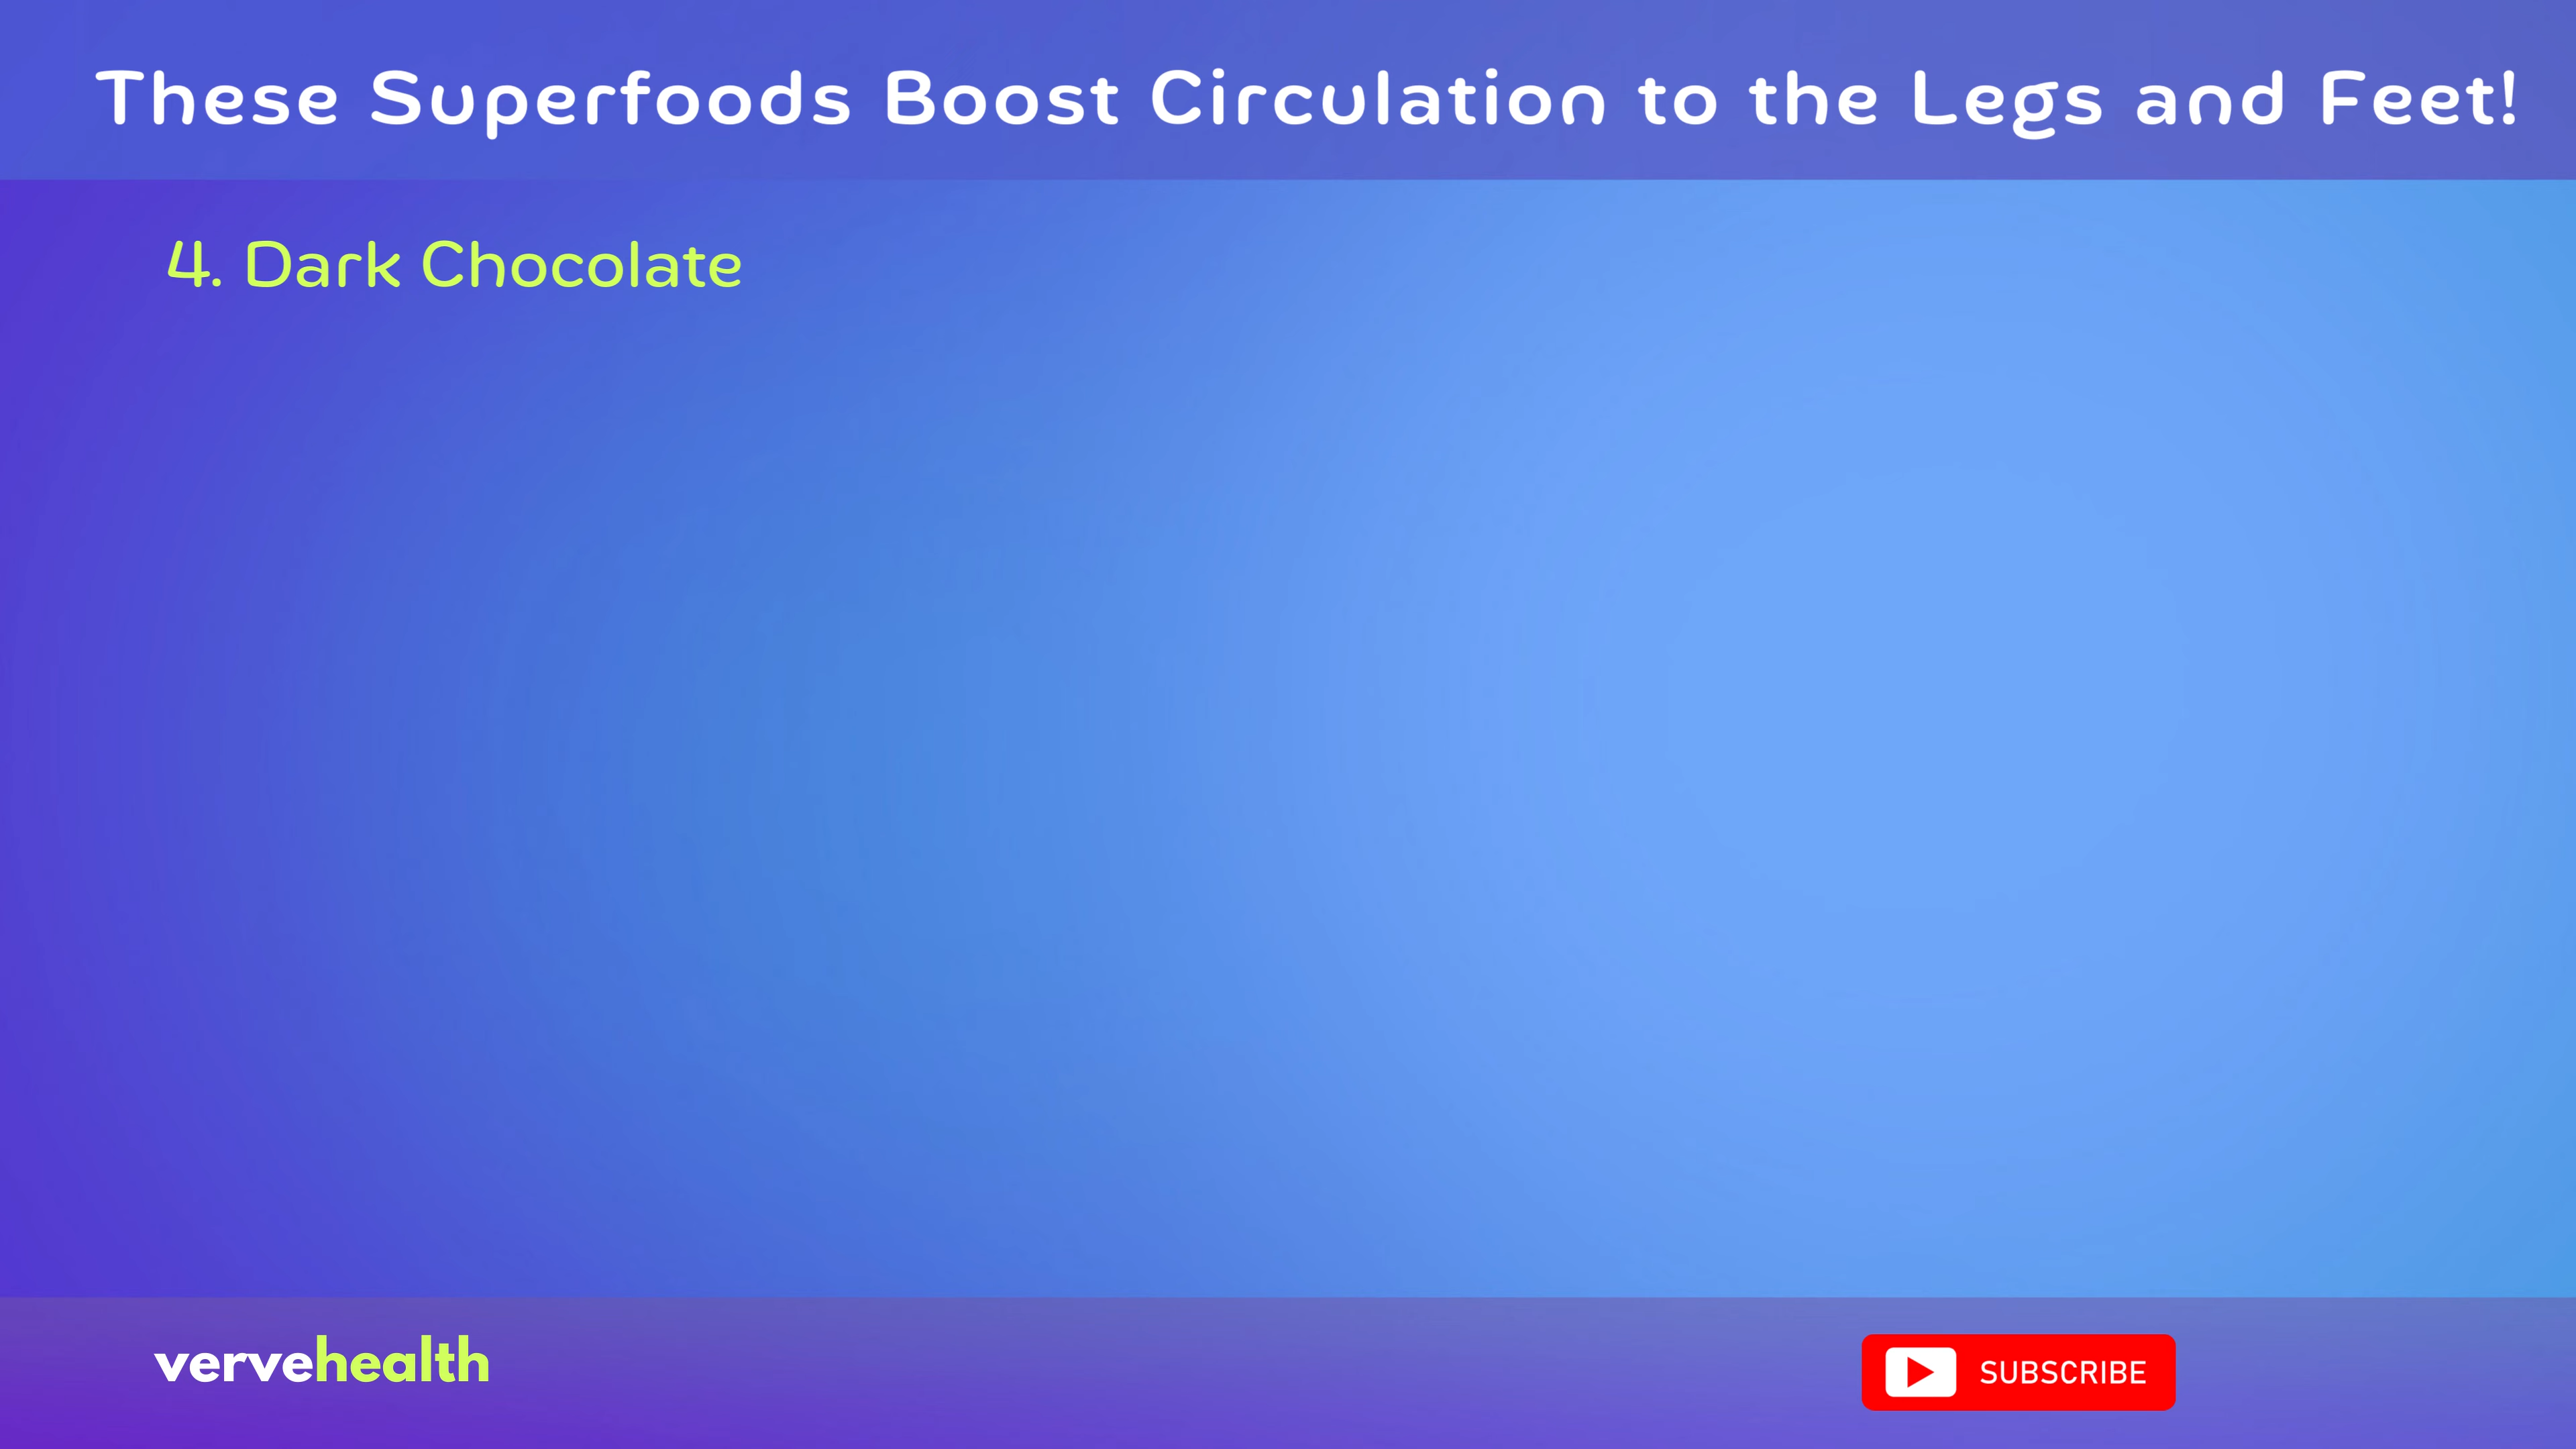 These Superfoods Boost Circulation to the Legs and Feet!
4. Dark Chocolate
vervehealth
SUBSCRIBE